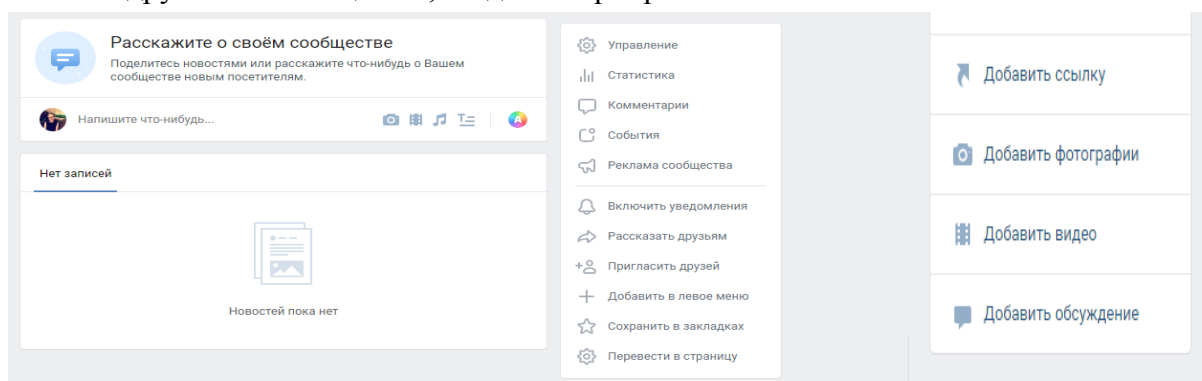 Расскажите о своём сообществе
Поделитесь новостями или расскажите что-нибудь о Вашем
сообществе новым посетителям.
Напишите что-нибудь...
Нет записей
Новостей пока нет
Управление
Статистика
Комментарии
События
Реклама сообщества
Включить уведомления
Рассказать друзьям
Пригласить друзей
Добавить в левое меню
Сохранить в закладках
Перевести в страницу
Добавить ссылку
Добавить фотографии
Добавить видео
Добавить обсуждение